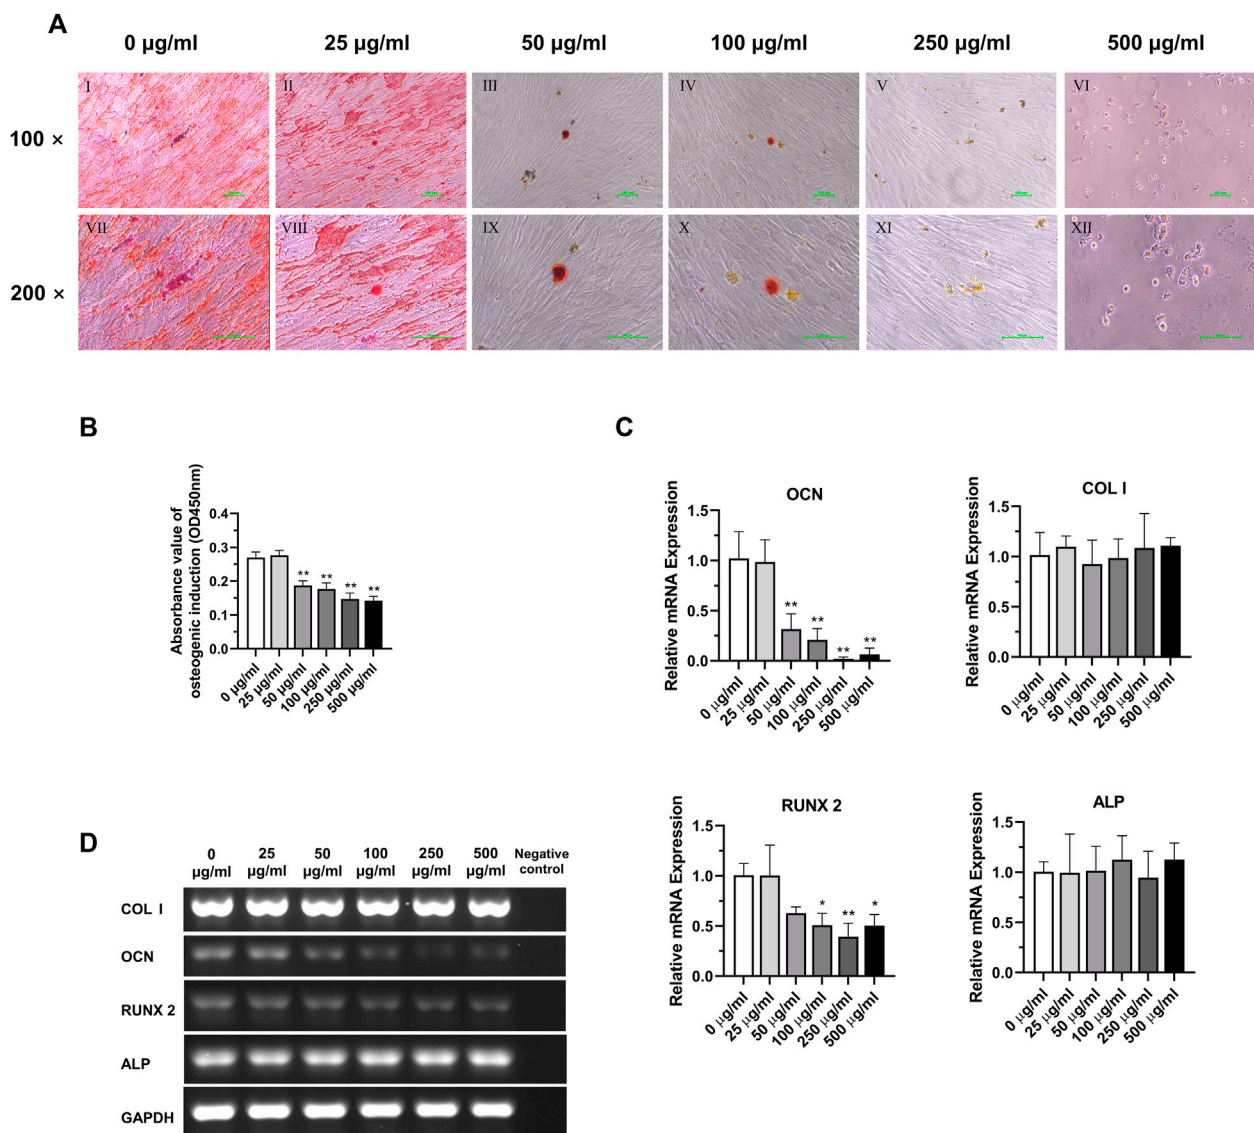 A
0 µg/ml 25 µg/ml 50 µg/ml 100 µg/ml 250 µg/ml 500 µg/ml
100 ×
I II III IV V VI
200 ×
VII VIII IX X XI XII
B
Absorbance value of
osteogenic induction (OD450nm)
0.4
0.3
0.2
0.1
0.0
** ** ** **
0 µg/ml 25 µg/ml 50 µg/ml 100 µg/ml 250 µg/ml 500 µg/ml
C
OCN
Relative mRNA Expression
1.5
1.0
0.5
0.0
** ** ** **
0 µg/ml 25 µg/ml 50 µg/ml 100 µg/ml 250 µg/ml 500 µg/ml
COL I
Relative mRNA Expression
1.5
1.0
0.5
0.0
0 µg/ml 25 µg/ml 50 µg/ml 100 µg/ml 250 µg/ml 500 µg/ml
RUNX 2
Relative mRNA Expression
1.5
1.0
0.5
0.0
* ** *
0 µg/ml 25 µg/ml 50 µg/ml 100 µg/ml 250 µg/ml 500 µg/ml
ALP
Relative mRNA Expression
1.5
1.0
0.5
0.0
0 µg/ml 25 µg/ml 50 µg/ml 100 µg/ml 250 µg/ml 500 µg/ml
D
0 25 50 100 250 500 Negative
µg/ml µg/ml µg/ml µg/ml µg/ml µg/ml control
COL I
OCN
RUNX 2
ALP
GAPDH